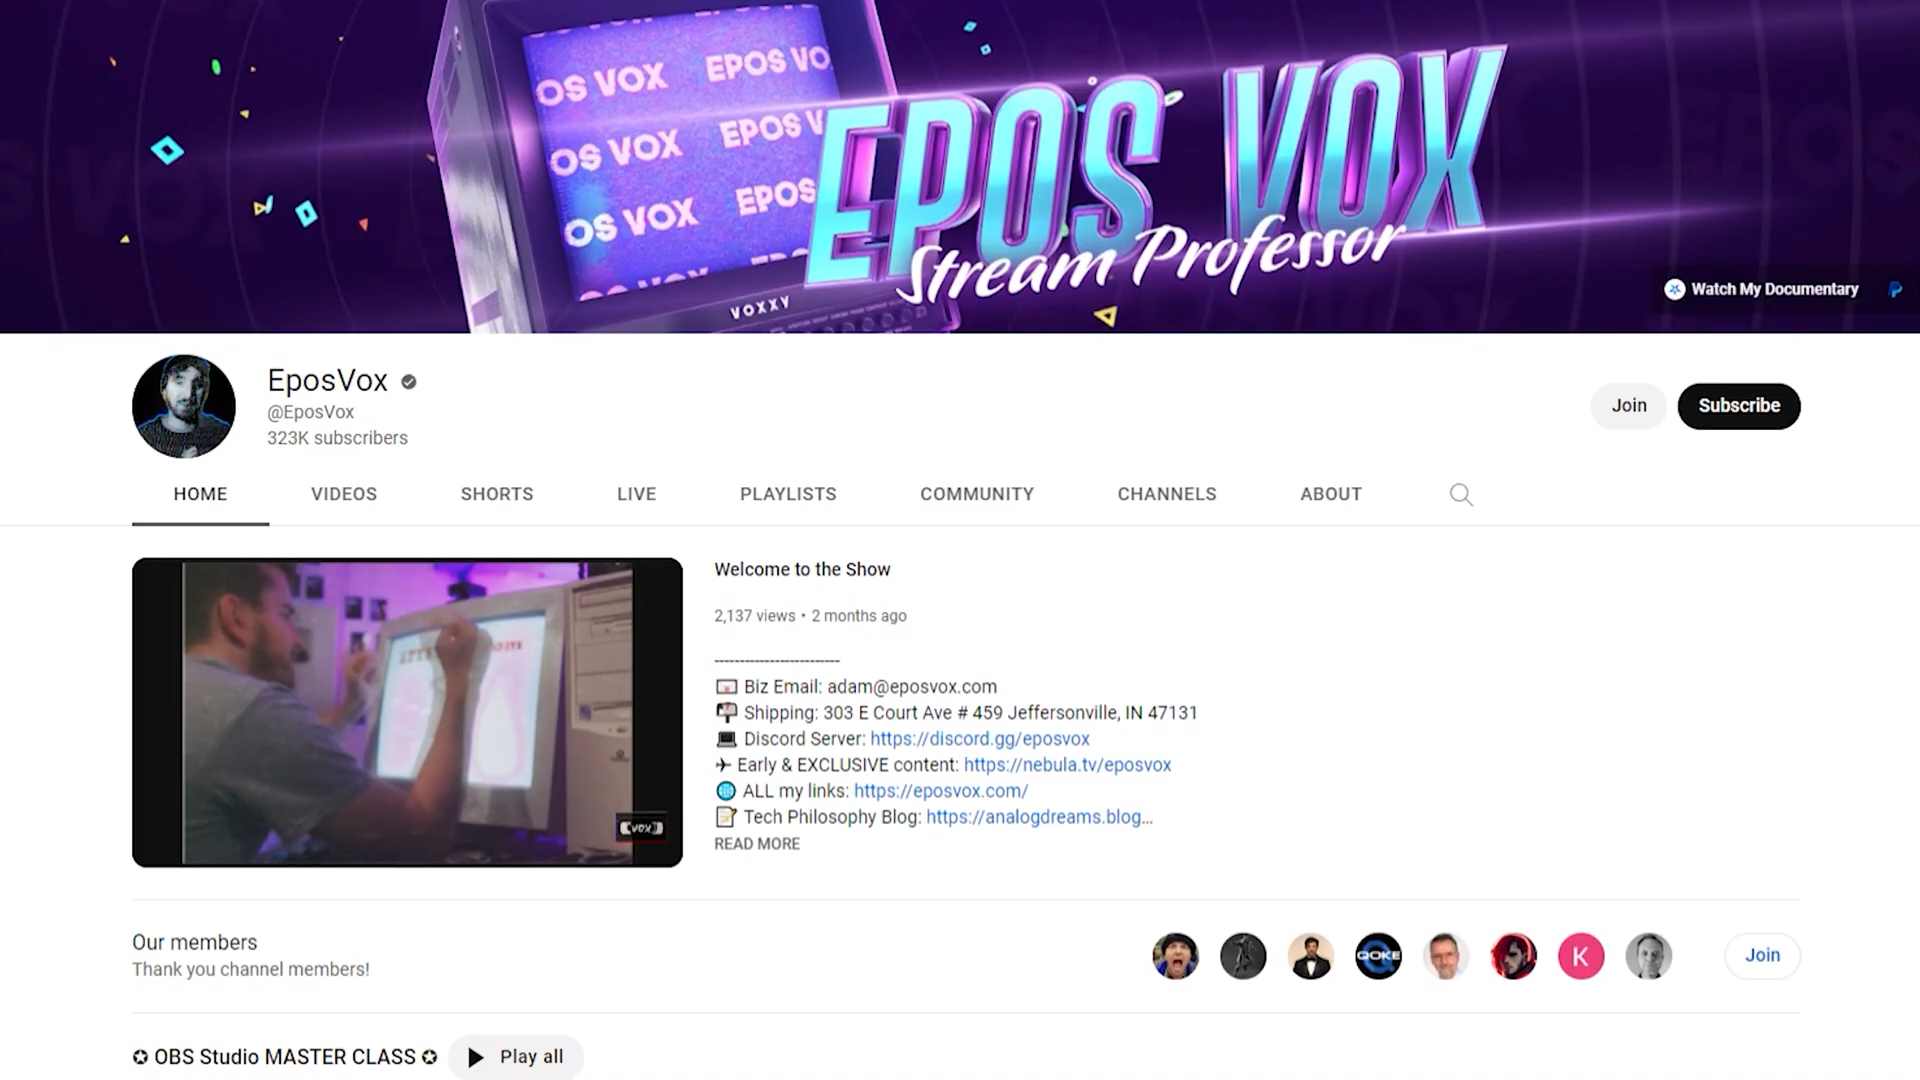 OS VOX EPOS VO
OS VOX EPOS V
OS VOX EPOS
EPOS VOX
Stream Professor
VOXXV
Watch My Documentary
EposVox
@EposVox
323K subscribers
Join
Subscribe
HOME
VIDEOS
SHORTS
LIVE
PLAYLISTS
COMMUNITY
CHANNELS
ABOUT
VOX
Welcome to the Show
2,137 views • 2 months ago
-------------------------
Biz Email: adam@eposvox.com
Shipping: 303 E Court Ave # 459 Jeffersonville, IN 47131
Discord Server: https://discord.gg/eposvox
Early & EXCLUSIVE content: https://nebula.tv/eposvox
ALL my links: https://eposvox.com/
Tech Philosophy Blog: https://analogdreams.blog...
READ MORE
Our members
Thank you channel members!
QOKE
K
Join
✪ OBS Studio MASTER CLASS ✪
Play all